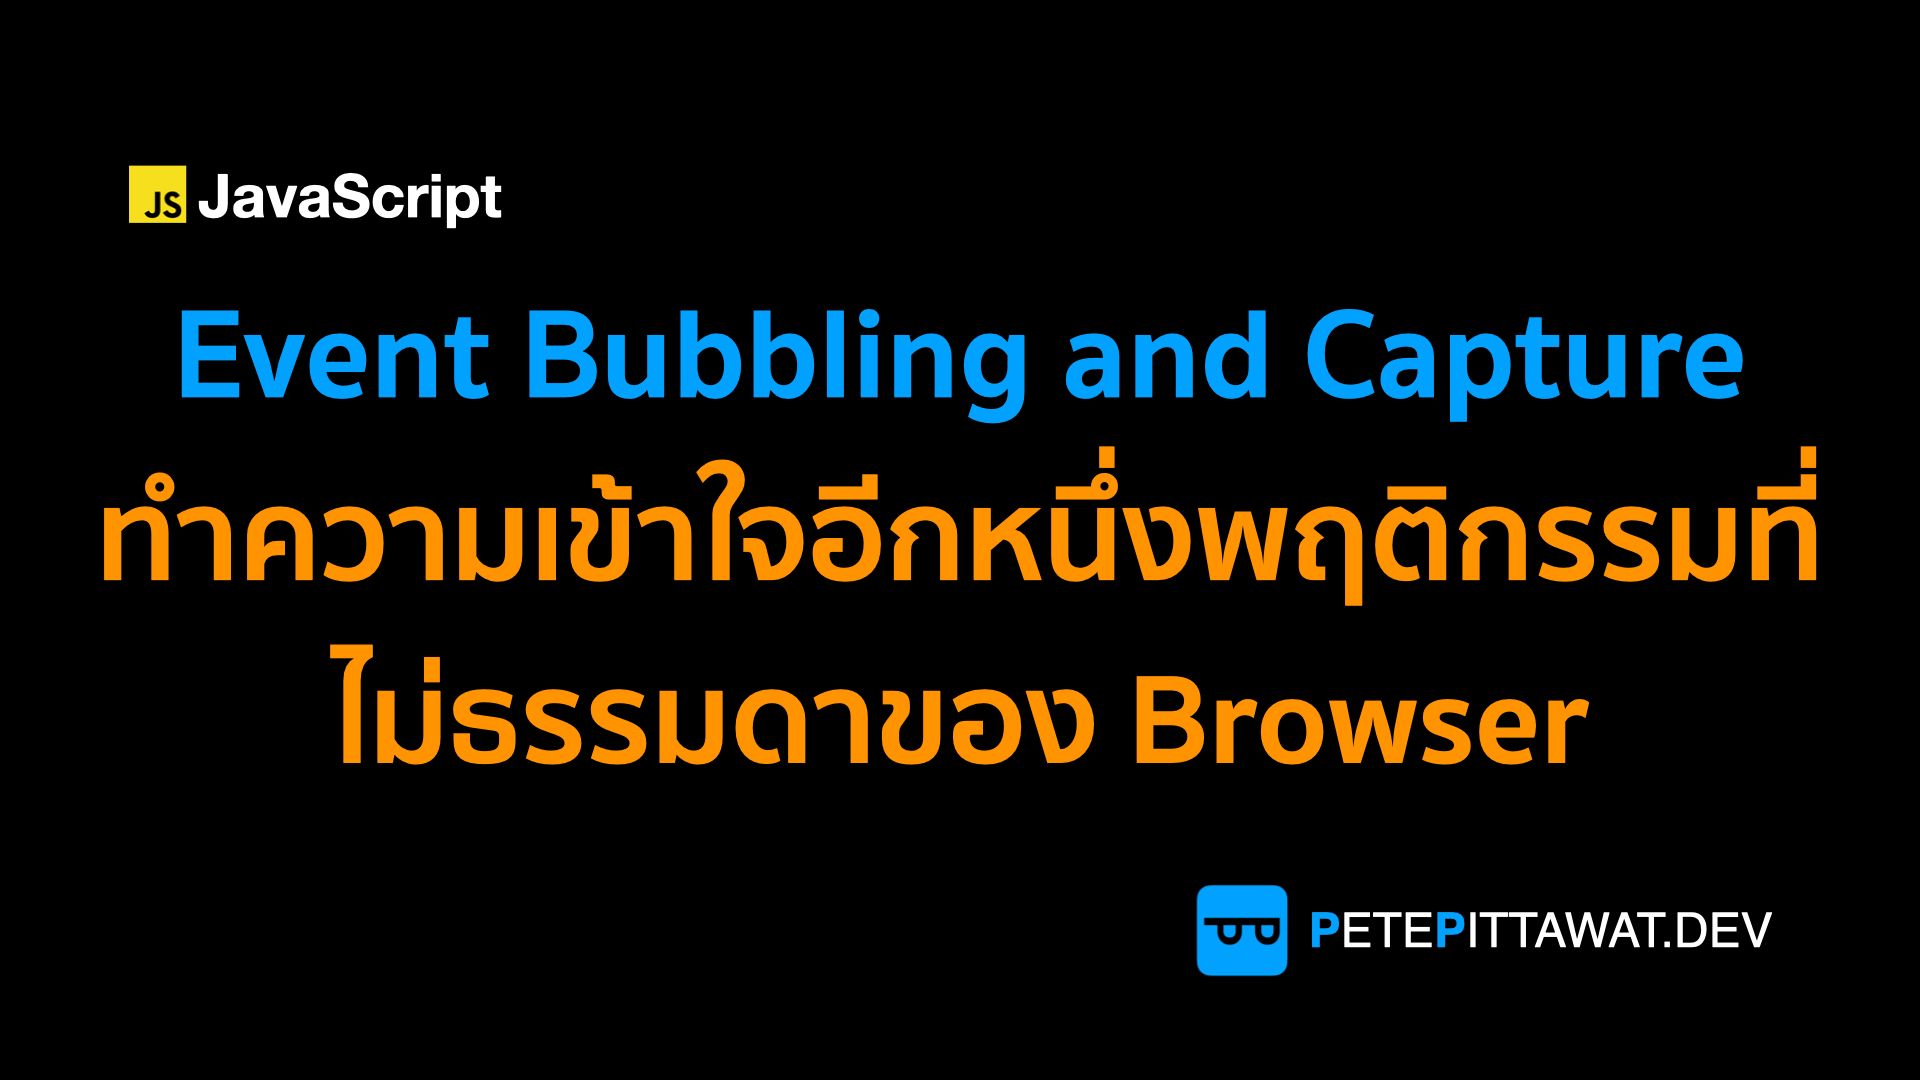 JS JavaScript
Event Bubbling and Capture
ทำความเข้าใจอีกหนึ่งพฤติกรรมที่
ไม่ธรรมดาของ Browser
PETEPITTAWAT.DEV